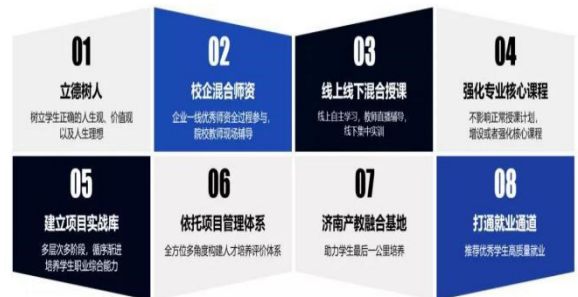 01
立德树人
树立学生正确的人生观、价值观
以及人生理想
02
校企混合师资
企业一线优秀师资全过程参与，
院校教师现场辅导
03
线上线下混合授课
线上自主学习，教师直播辅导，
线下集中实训
04
强化专业核心课程
不影响正常授课计划，
增设或者强化核心课程
05
建立项目实战库
多层次多阶段，循序渐进
培养学生职业综合能力
06
依托项目管理体系
全方位多角度构建人才培养评价体系
07
济南产教融合基地
助力学生最后一公里培养
08
打通就业通道
推荐优秀学生高质量就业